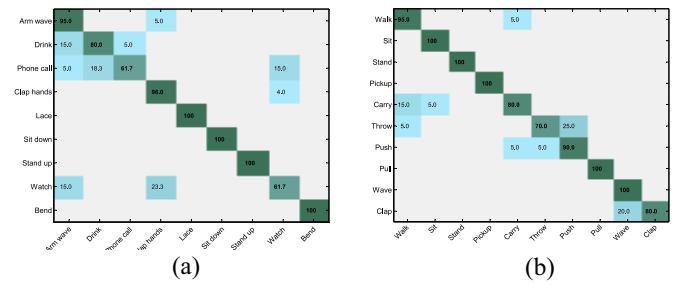 Arm wave 95.0 5.0
Drink 15.0 80.0 5.0
Phone call 5.0 18.3 61.7 15.0
Clap hands 96.0 4.0
Lace 100
Sit down 100
Stand up 100
Watch 15.0 23.3 61.7
Bend 100
Arm wave Drink Phone call Clap hands Lace Sit down Stand up Watch Bend
(a)
Walk 95.0 5.0
Sit 100
Stand 100
Pickup 100
Carry 15.0 5.0 80.0
Throw 5.0 70.0 25.0
Push 5.0 5.0 90.0
Pull 100
Wave 100
Clap 20.0 80.0
Walk Sit Stand Pickup Carry Throw Push Pull Wave Clap
(b)